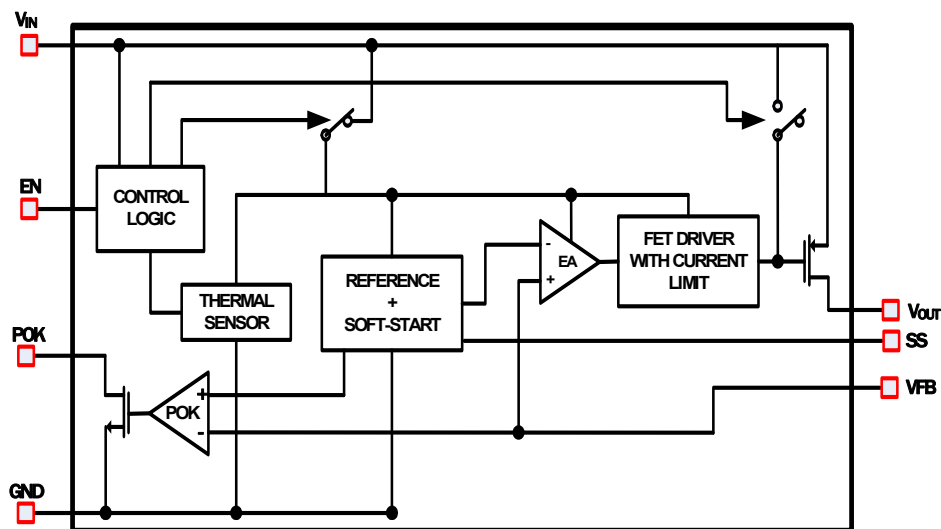 VIN
EN
CONTROL
LOGIC
THERMAL
SENSOR
REFERENCE
+
SOFT-START
-
EA
+
FET DRIVER
WITH CURRENT
LIMIT
VOUT
SS
VFB
POK
+
POK
-
GND